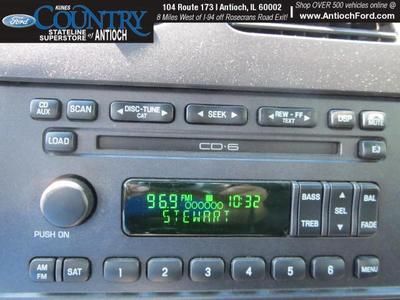 Ford
KUNES
COUNTRY
STATELINE
SUPERSTORE of ANTIOCH
104 Route 173 I Antioch, IL 60002
8 Miles West of I-94 off Rosecrans Road Exit!
Shop OVER 500 vehicles online @
www.AntiochFord.com
CD
AUX
SCAN
DISC-TUNE
CAT
SEEK
REW - FF
TEXT
DSP
MUTE
LOAD
CD-6
EJ
96.9 FM1 10:32
STEWART
BASS
TREB
SEL
BAL
FADE
PUSH ON
AM
FM
SAT
1 2 3 4 5 6
MENU